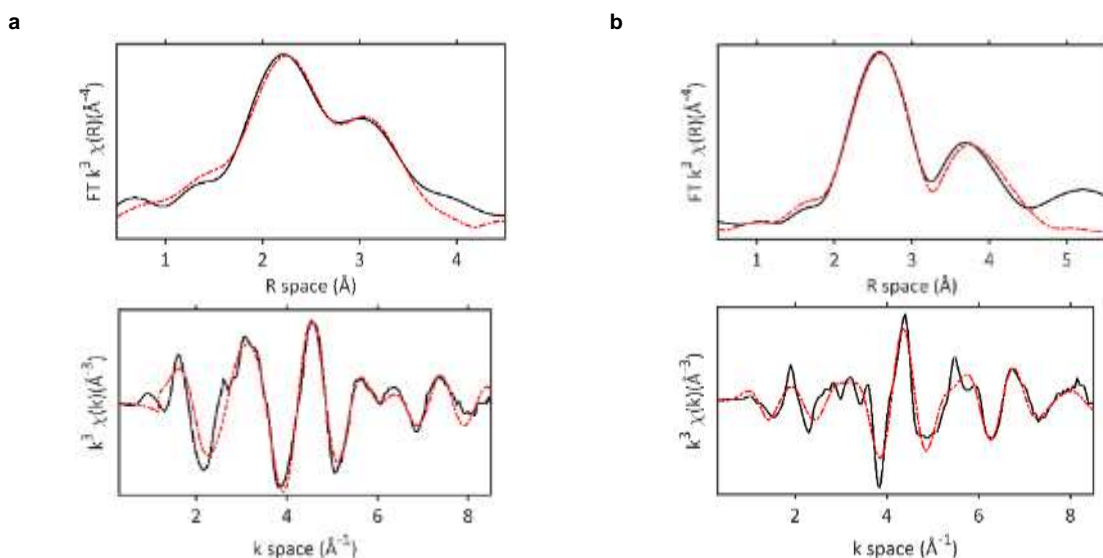 a
b
FT k³ χ(R)(Å⁻⁴
1 2 3 4
R space (Å)
FT k³ χ(R)(Å⁻⁴
1 2 3 4 5
R space (Å)
k³ χ(k)(Å⁻³)
2 4 6 8
k space (Å⁻¹)
k³ χ(k)(Å⁻³)
2 4 6 8
k space (Å⁻¹)